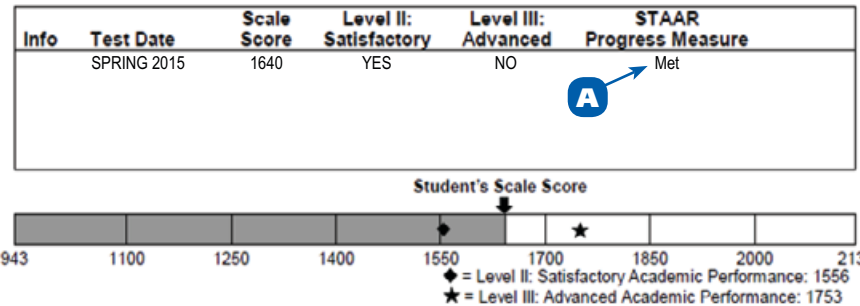 Info Test Date Scale Score Level II: Satisfactory Level III: Advanced STAAR Progress Measure
SPRING 2015 1640 YES NO Met
A
Student's Scale Score
943 1100 1250 1400 1550 1700 1850 2000
◆ = Level II: Satisfactory Academic Performance: 1556
★ = Level III: Advanced Academic Performance: 1753